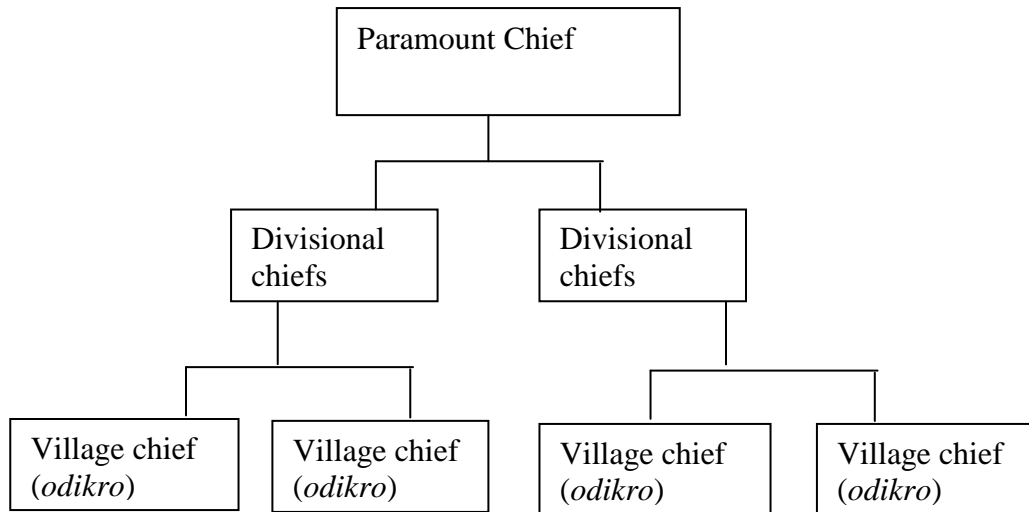 Paramount Chief
Divisional
chiefs
Divisional
chiefs
Village chief
(odikro)
Village chief
(odikro)
Village chief
(odikro)
Village chief
(odikro)